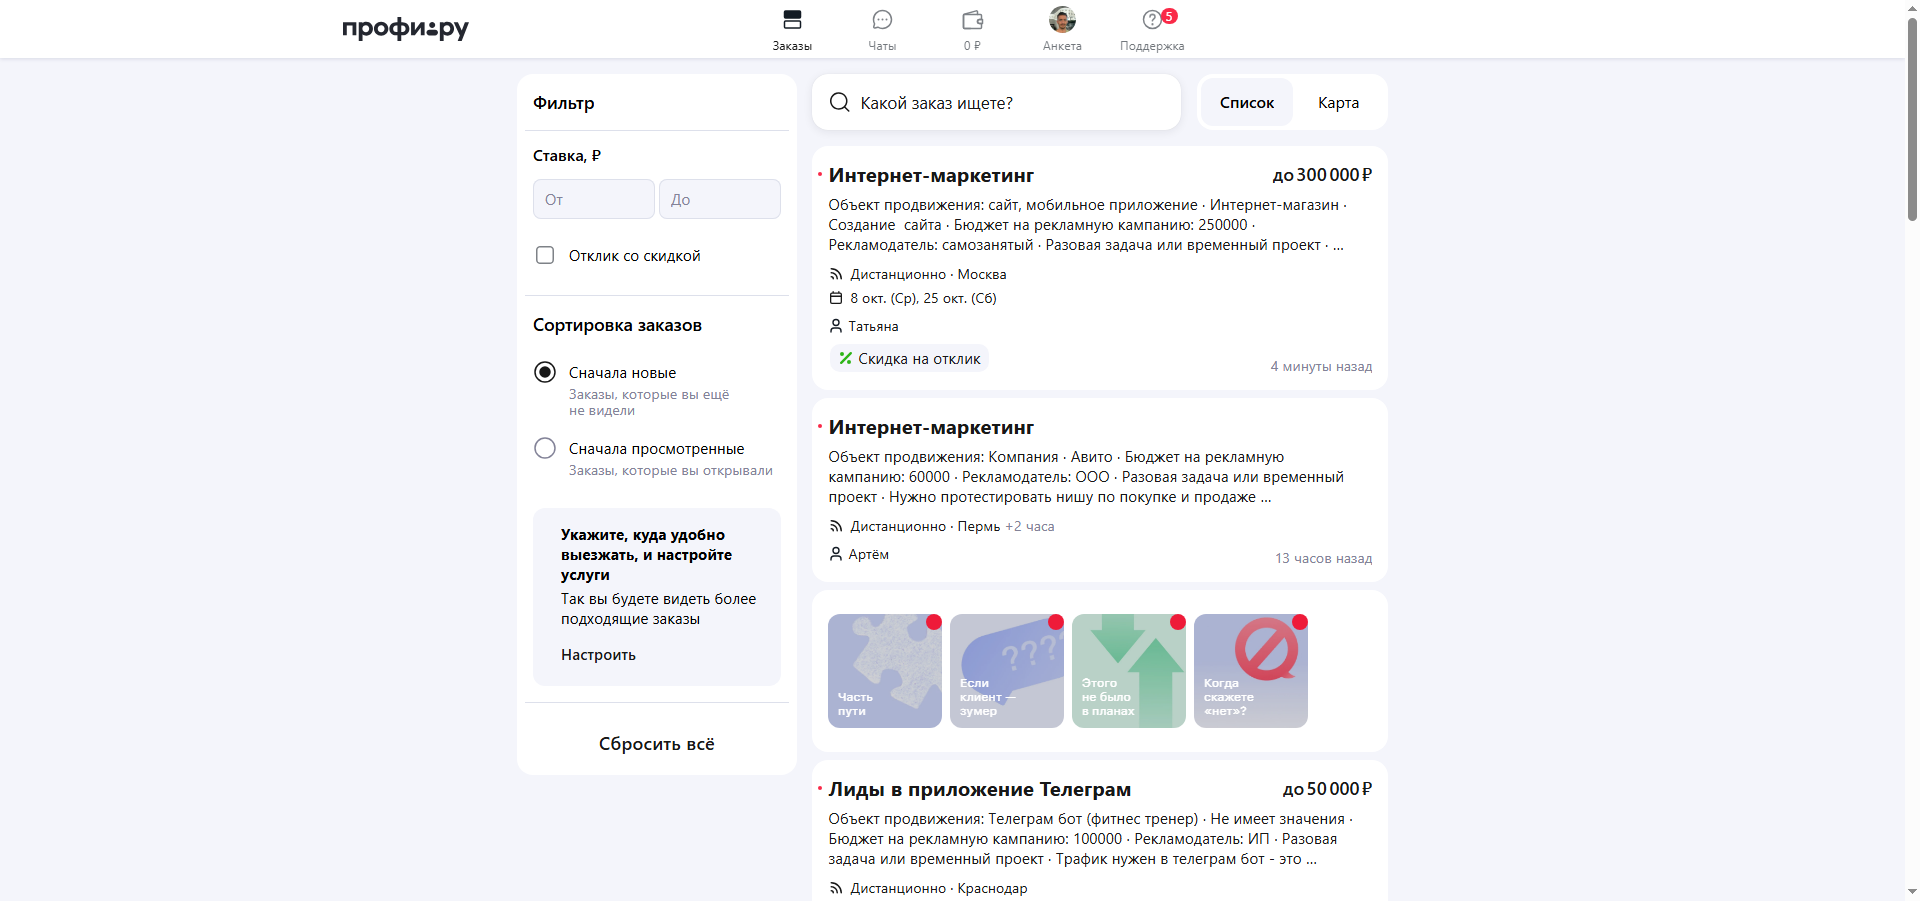 профи.ру
Заказы
Чаты
0 ₽
Анкета
5
Поддержка
Фильтр
Ставка, ₽
От
До
Отклик со скидкой
Сортировка заказов
Сначала новые
Заказы, которые вы ещё
не видели
Сначала просмотренные
Заказы, которые вы открывали
Укажите, куда удобно
выезжать, и настройте
услуги
Так вы будете видеть более
подходящие заказы
Настроить
Сбросить всё
Какой заказ ищете?
Список
Карта
Интернет-маркетинг
до 300 000 ₽
Объект продвижения: сайт, мобильное приложение · Интернет-магазин ·
Создание  сайта · Бюджет на рекламную кампанию: 250000 ·
Рекламодатель: самозанятый · Разовая задача или временный проект · ...
Дистанционно · Москва
8 окт. (Ср), 25 окт. (Сб)
Татьяна
Скидка на отклик
4 минуты назад
Интернет-маркетинг
Объект продвижения: Компания · Авито · Бюджет на рекламную
кампанию: 60000 · Рекламодатель: ООО · Разовая задача или временный
проект · Нужно протестировать нишу по покупке и продаже ...
Дистанционно · Пермь +2 часа
Артём
13 часов назад
Часть
пути
???
Если
клиент —
зумер
Этого
не было
в планах
Когда
скажете
«нет»?
Лиды в приложение Телеграм
до 50 000 ₽
Объект продвижения: Телеграм бот (фитнес тренер) · Не имеет значения ·
Бюджет на рекламную кампанию: 100000 · Рекламодатель: ИП · Разовая
задача или временный проект · Трафик нужен в телеграм бот - это ...
Дистанционно · Краснодар